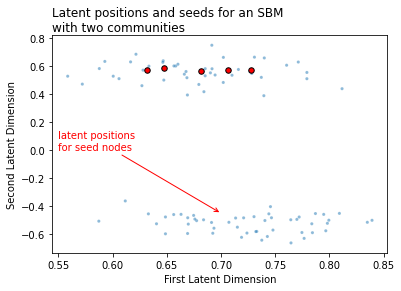 Latent positions and seeds for an SBM
with two communities
Second Latent Dimension
0.8
0.6
0.4
0.2
0.0
−0.2
−0.4
−0.6
latent positions
for seed nodes
0.55 0.60 0.65 0.70 0.75 0.80 0.85
First Latent Dimension